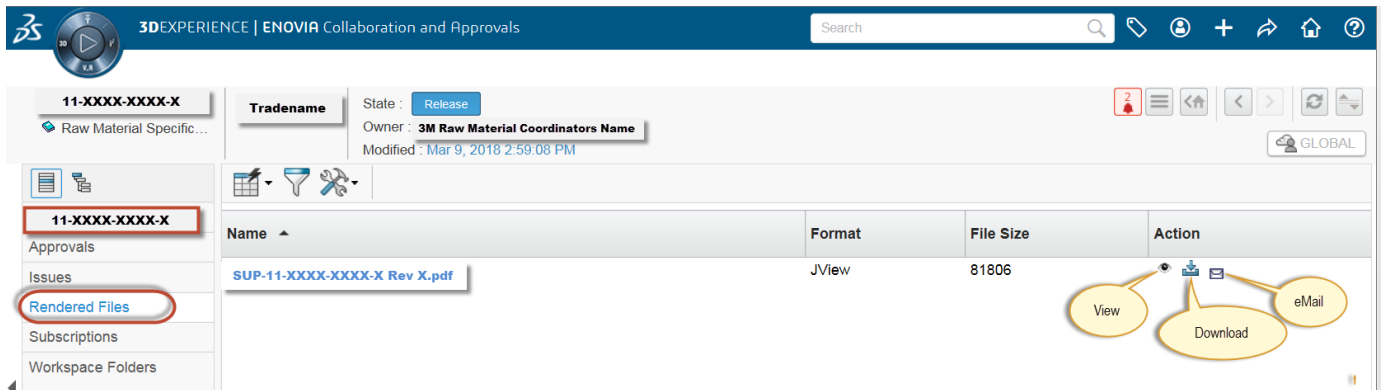 3DEXPERIENCE | ENOVIA Collaboration and Approvals
Search
3D
V,R
11-XXXX-XXXX-X
Raw Material Specific...
Tradename
State : Release
Owner : 3M Raw Material Coordinators Name
Modified : Mar 9, 2018 2:59:08 PM
2
GLOBAL
11-XXXX-XXXX-X
Approvals
Issues
Rendered Files
Subscriptions
Workspace Folders
Name Format File Size Action
SUP-11-XXXX-XXXX-X Rev X.pdf JView 81806
View
Download
eMail